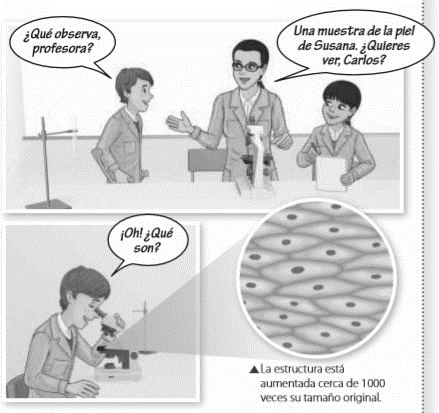 ¿Qué observa,
profesora?
Una muestra de la piel
de Susana. ¿Quieres
ver, Carlos?
¡Oh! ¿Qué
son?
▲La estructura está
aumentada cerca de 1000
veces su tamaño original.